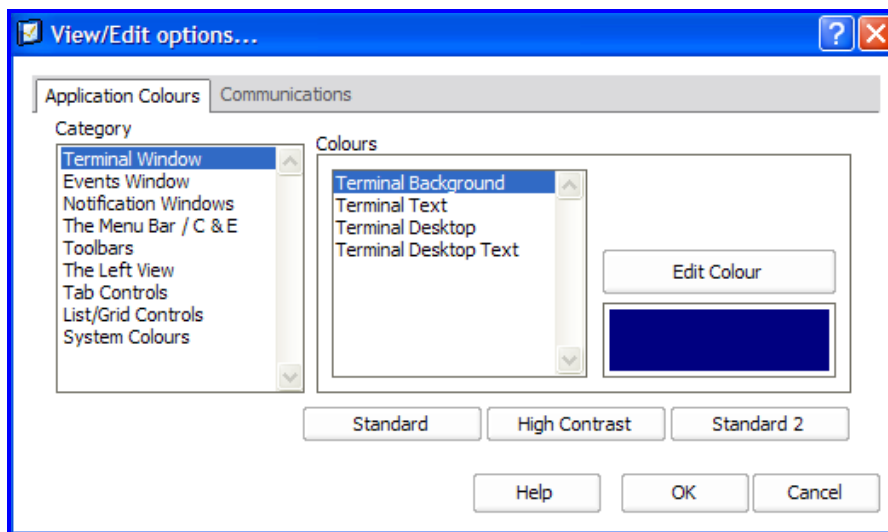 View/Edit options...
Application Colours
Communications
Category
Terminal Window
Events Window
Notification Windows
The Menu Bar / C & E
Toolbars
The Left View
Tab Controls
List/Grid Controls
System Colours
Colours
Terminal Background
Terminal Text
Terminal Desktop
Terminal Desktop Text
Edit Colour
Standard
High Contrast
Standard 2
Help
OK
Cancel